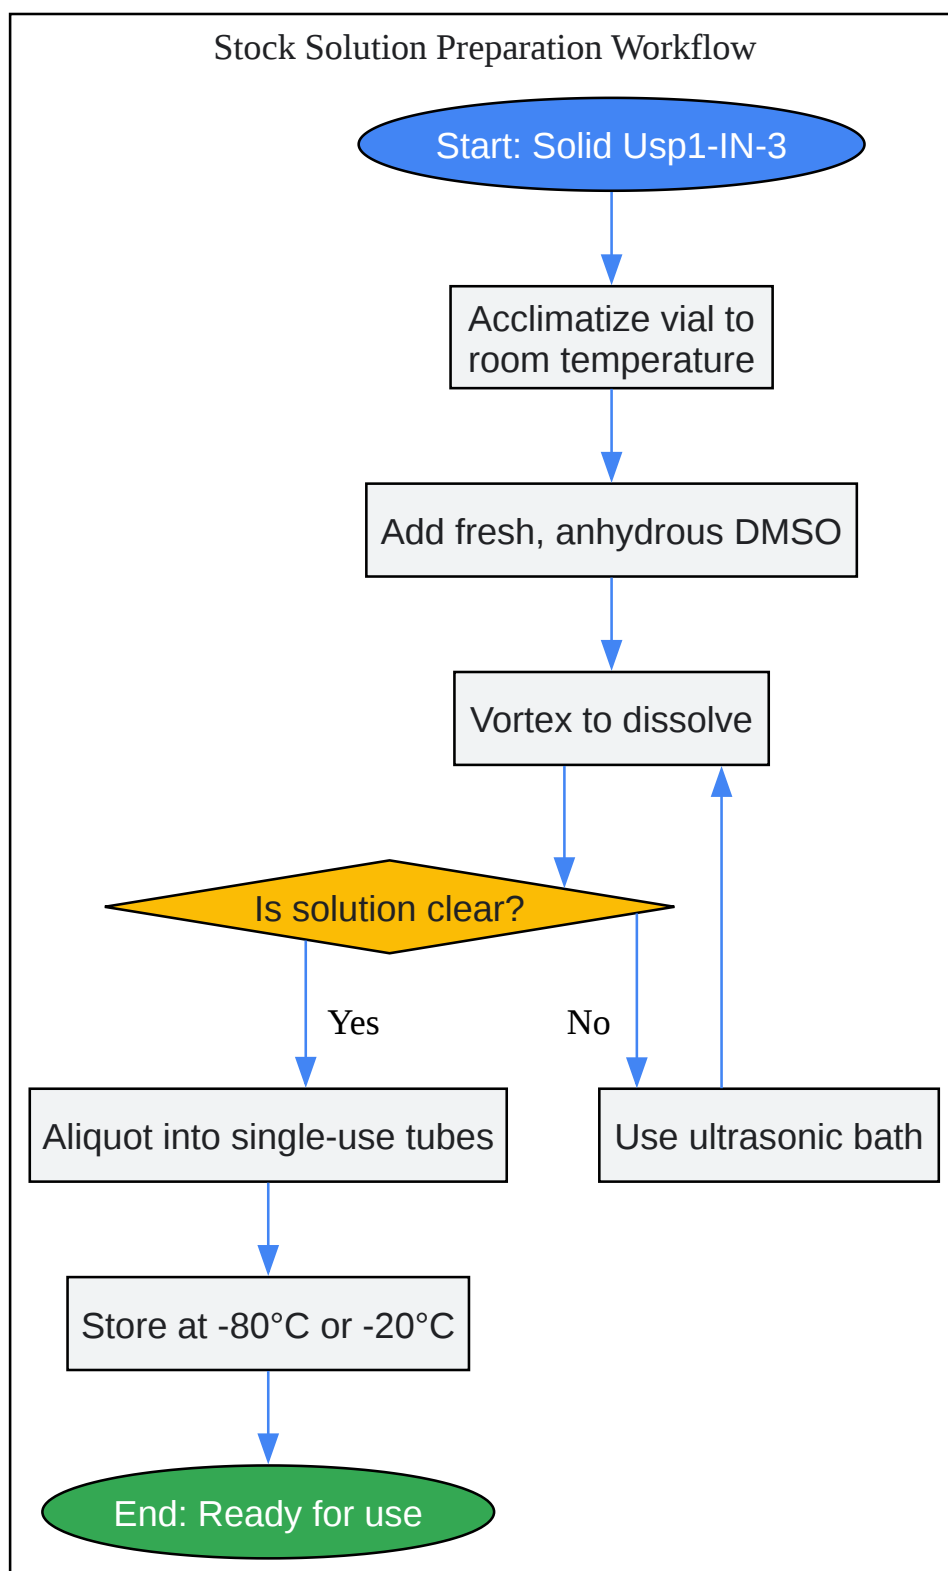 Stock Solution Preparation Workflow
Start: Solid Usp1-IN-3
Acclimatize vial to
room temperature
Add fresh, anhydrous DMSO
Vortex to dissolve
Is solution clear?
Yes
No
Aliquot into single-use tubes
Use ultrasonic bath
Store at -80°C or -20°C
End: Ready for use